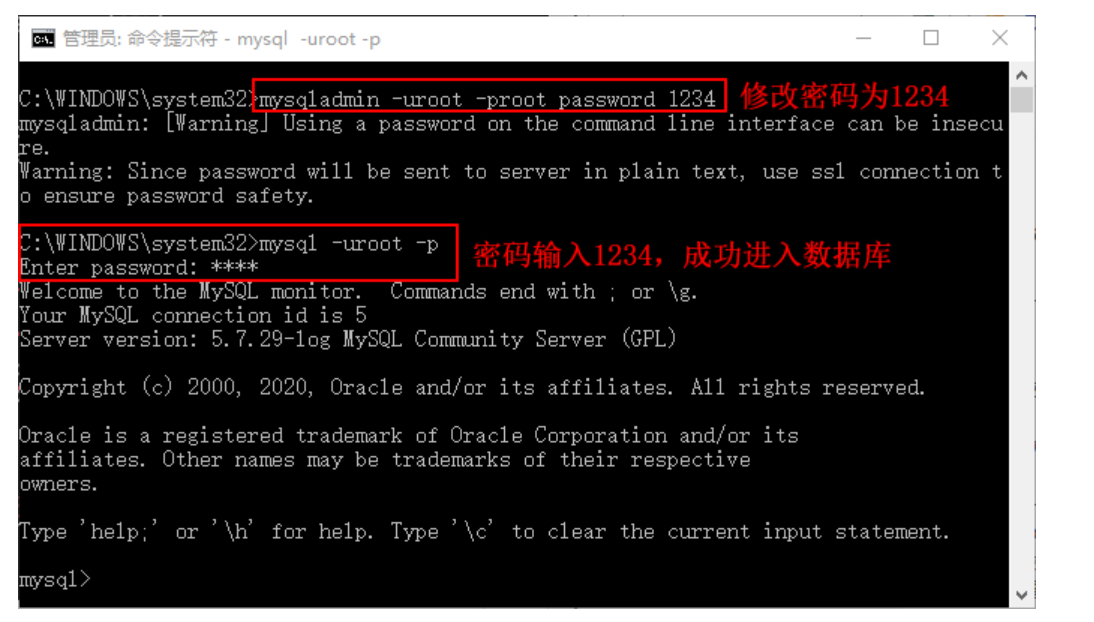 管理员: 命令提示符 - mysql -uroot -p
C:\WINDOWS\system32>mysqladmin -uroot -proot password 1234 修改密码为1234
mysqladmin: [Warning] Using a password on the command line interface can be insecu
re.
Warning: Since password will be sent to server in plain text, use ssl connection t
o ensure password safety.
C:\WINDOWS\system32>mysql -uroot -p
Enter password: ****
密码输入1234，成功进入数据库
Welcome to the MySQL monitor.  Commands end with ; or \g.
Your MySQL connection id is 5
Server version: 5.7.29-log MySQL Community Server (GPL)
Copyright (c) 2000, 2020, Oracle and/or its affiliates. All rights reserved.
Oracle is a registered trademark of Oracle Corporation and/or its
affiliates. Other names may be trademarks of their respective
owners.
Type 'help;' or '\h' for help. Type '\c' to clear the current input statement.
mysql>